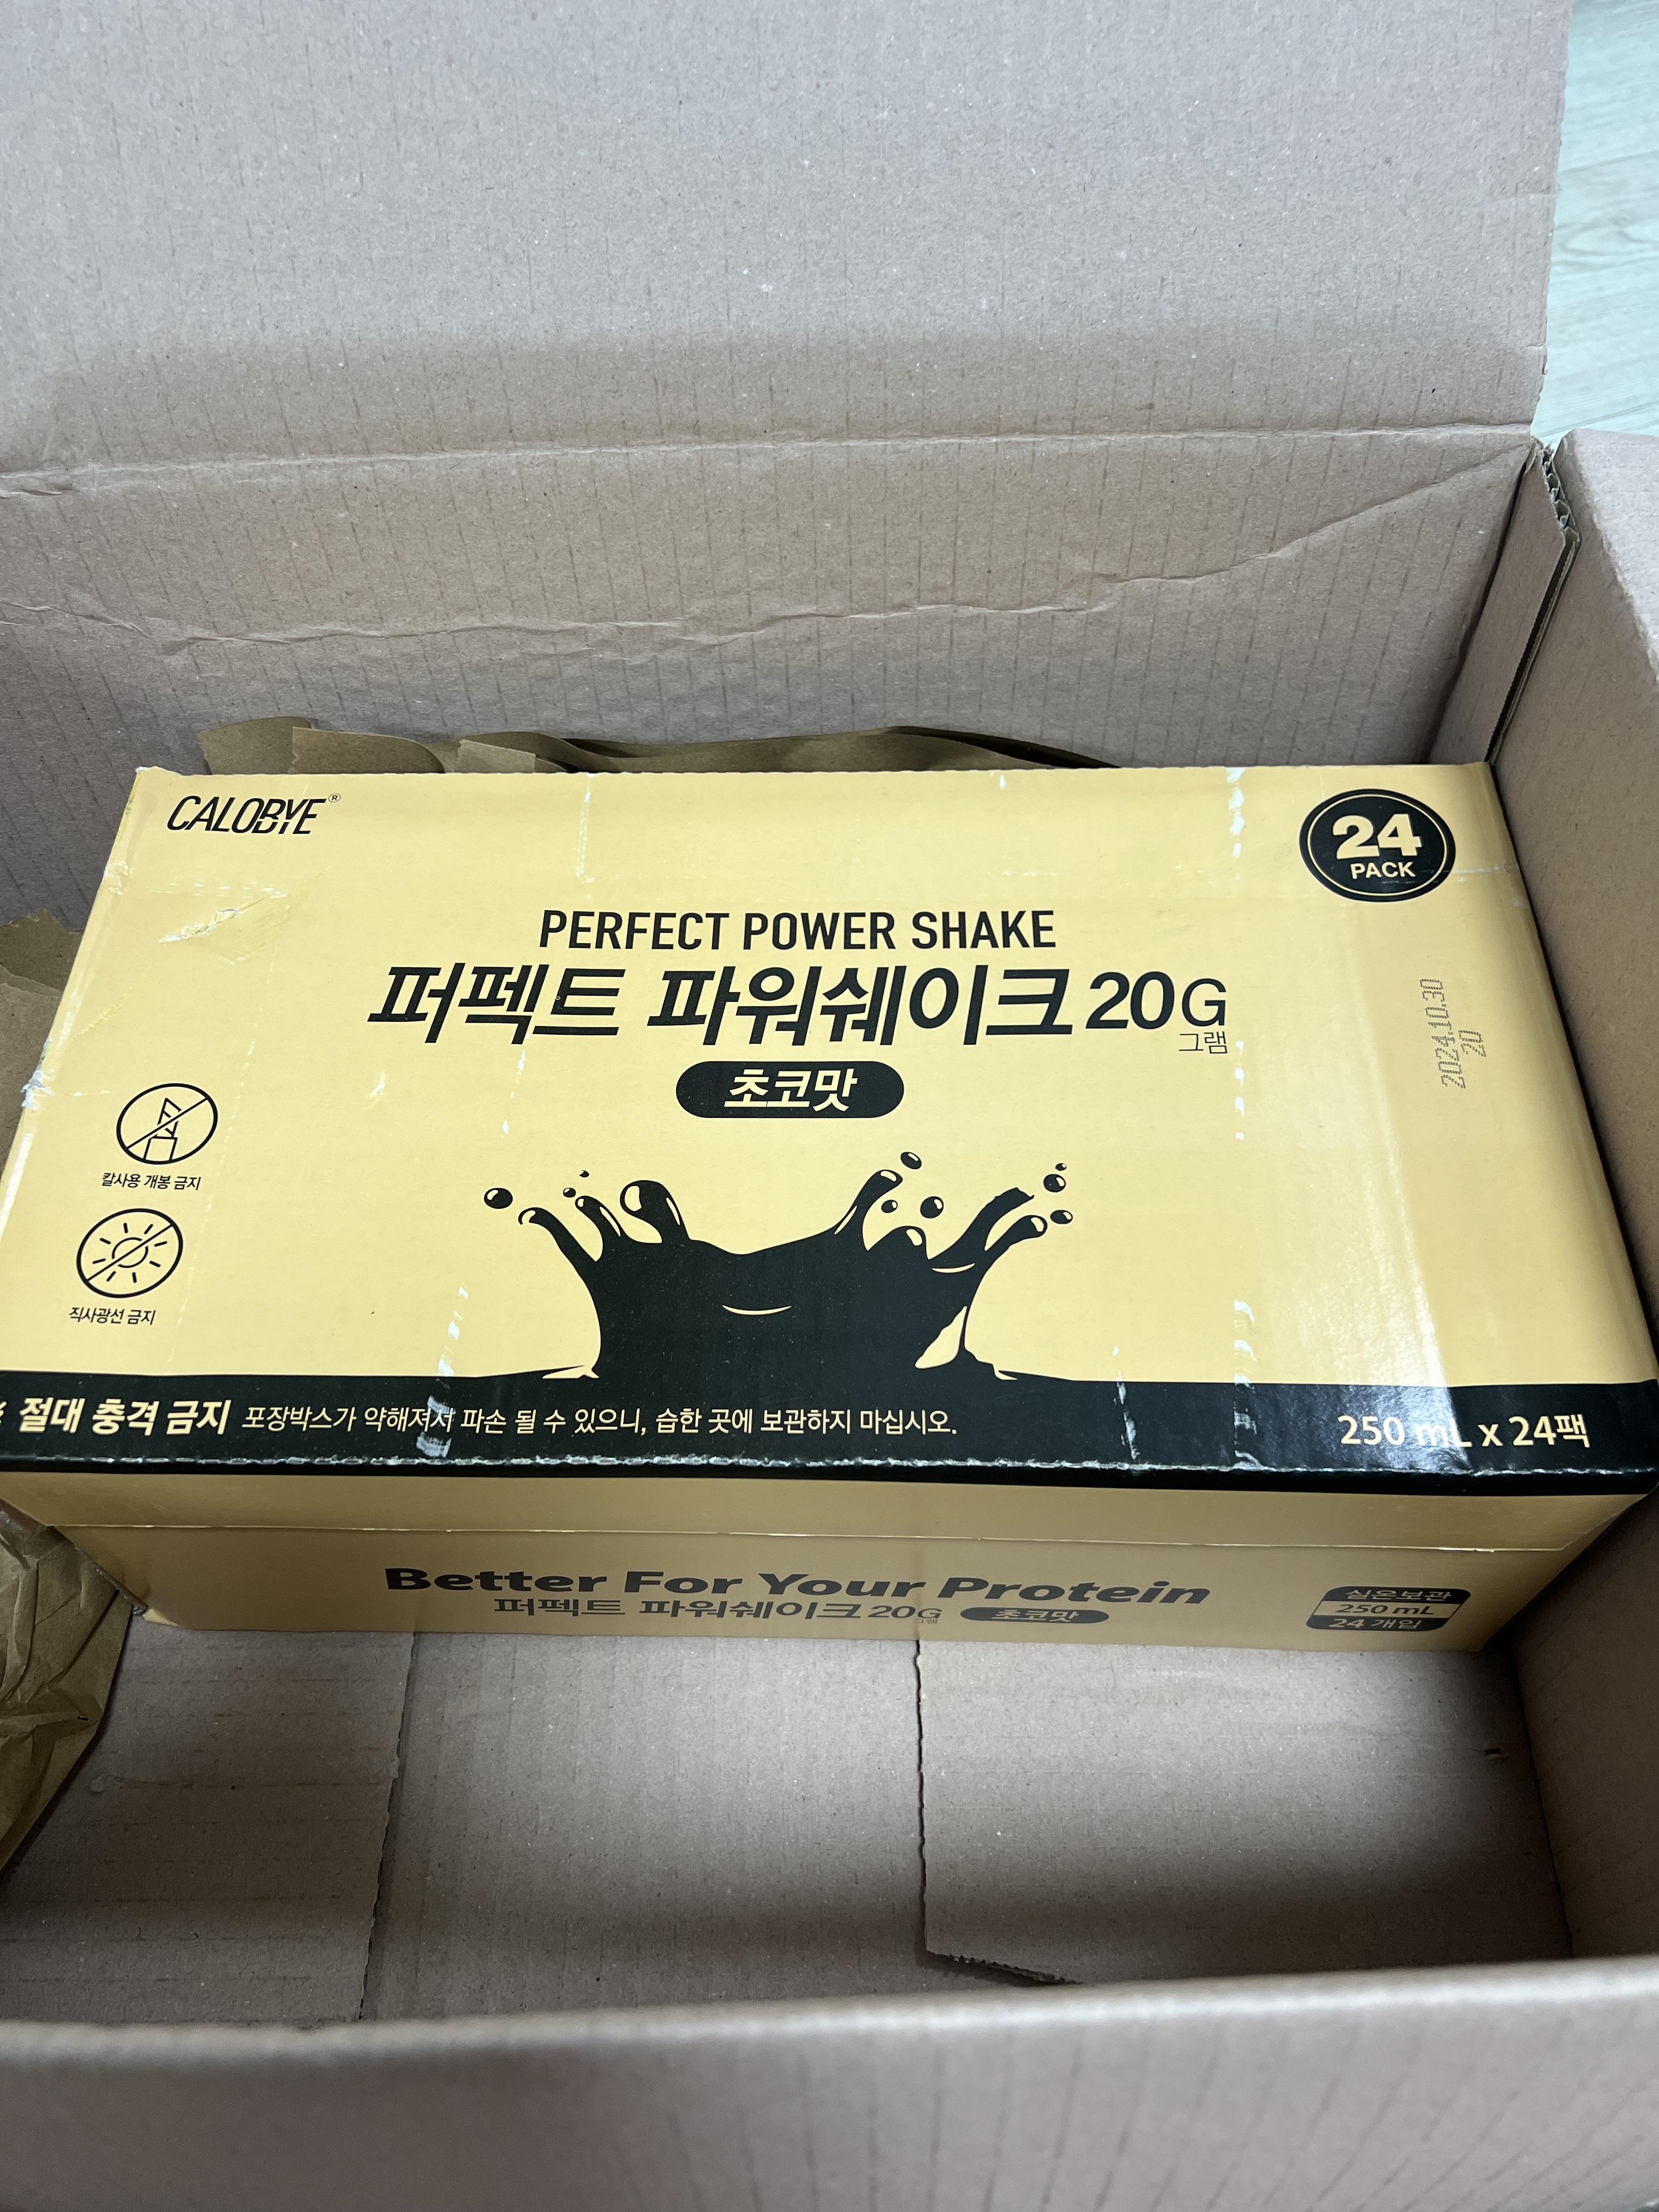 CALOBYE®
24
PACK
PERFECT POWER SHAKE
퍼펙트 파워쉐이크 20G
그램
초코맛
2024.10.30
칼사용 개봉 금지
직사광선 금지
절대 충격 금지 포장박스가 약해져서 파손 될 수 있으니, 습한 곳에 보관하지 마십시오.
250 mL x 24팩
Better For Your Protein
퍼펙트 파워쉐이크 20G 초코맛
그램
실온보관
250 mL
24 개입